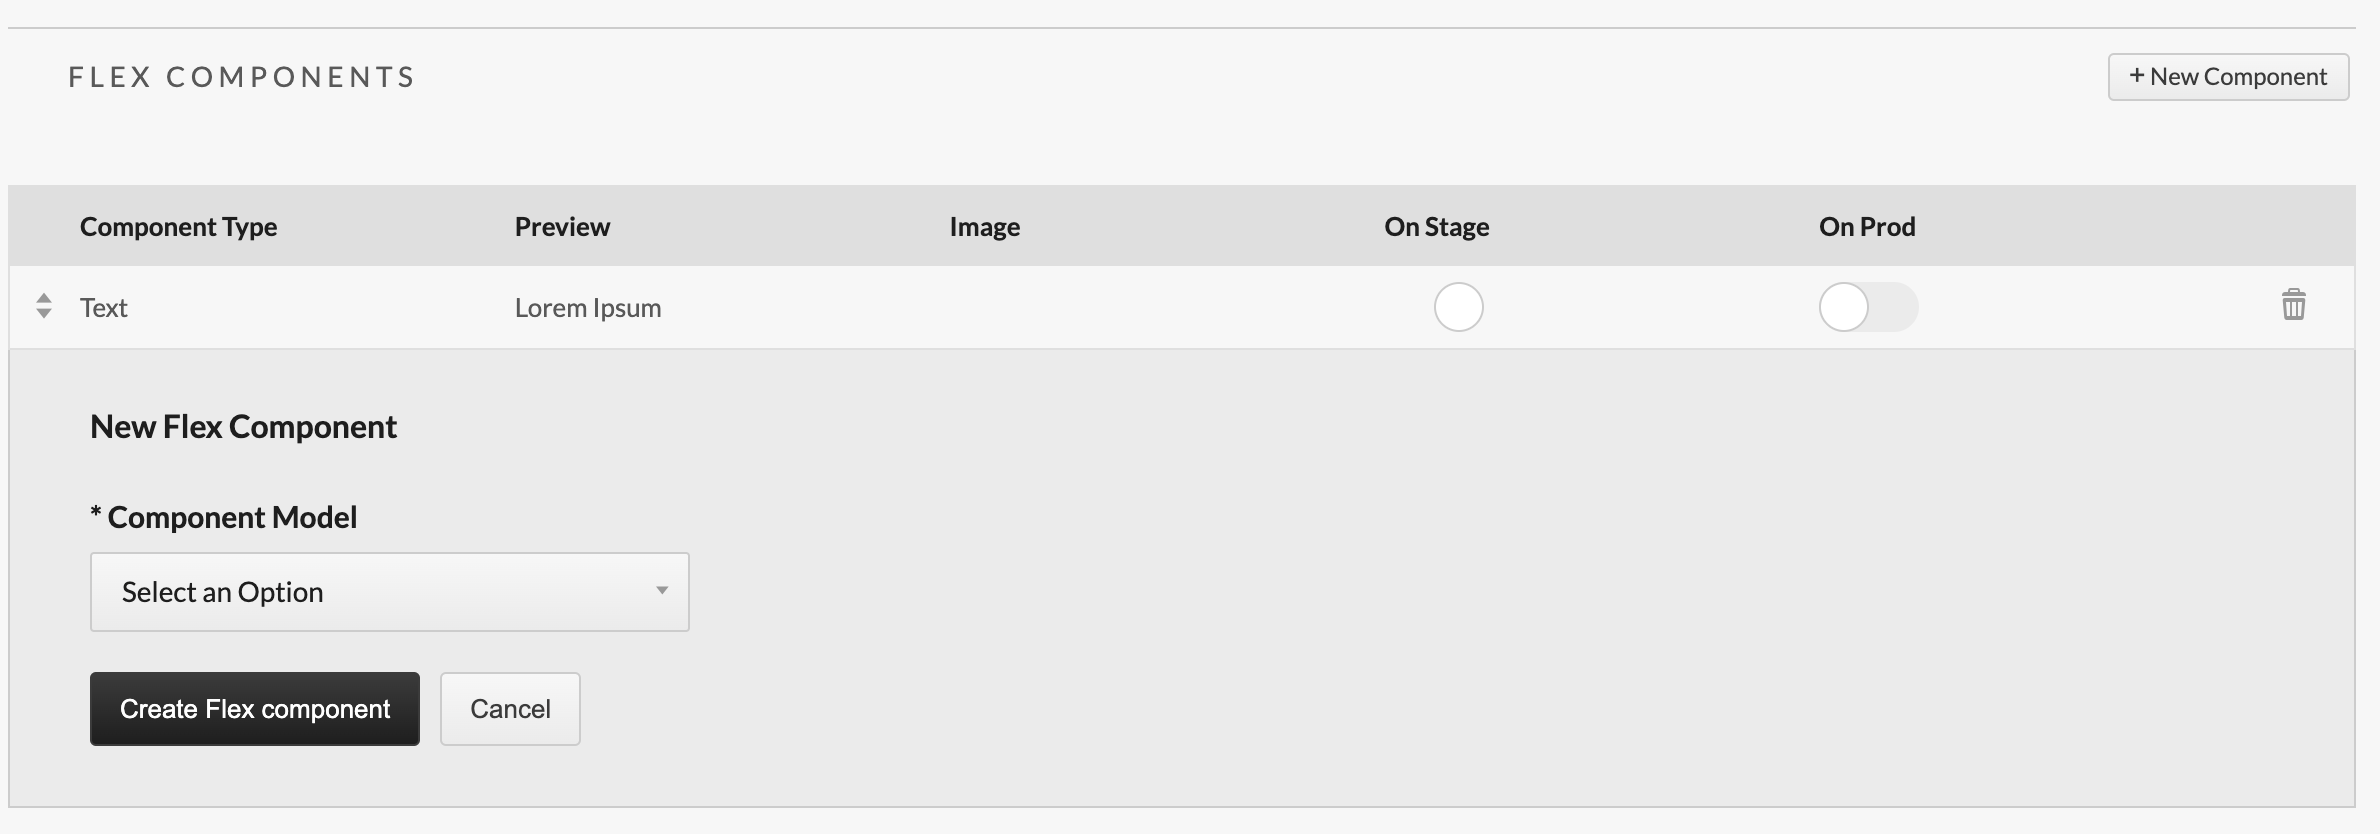 FLEX COMPONENTS
+ New Component
Component Type Preview Image On Stage On Prod
Text Lorem Ipsum
New Flex Component
* Component Model
Select an Option
Create Flex component Cancel